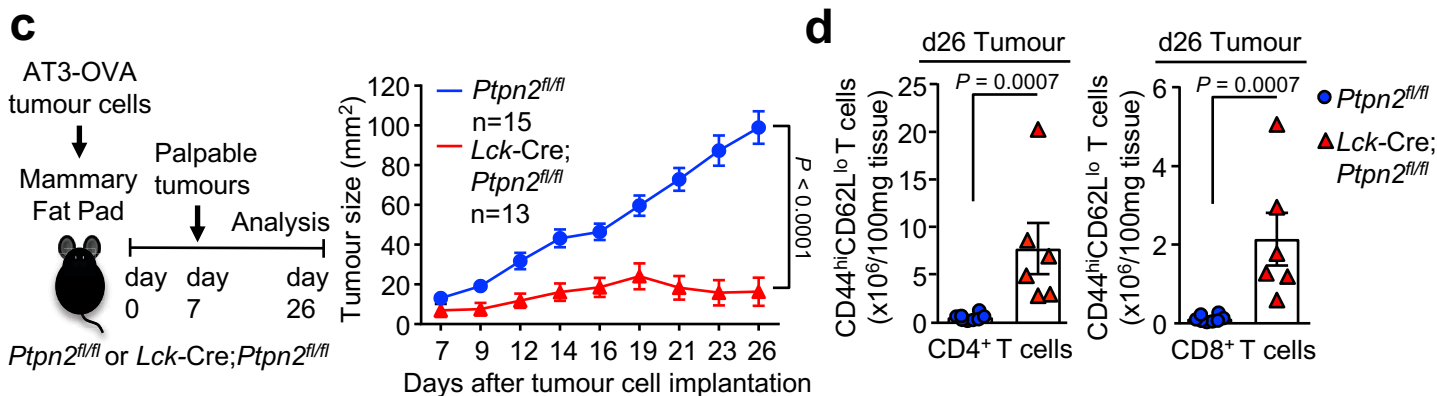 c
AT3-OVA
tumour cells
Mammary
Fat Pad
Palpable
tumours
Analysis
day
0
day
7
26
day
Ptpn2fl/fl or Lck-Cre;Ptpn2fl/fl
Tumour size (mm2)
120
100
80
60
40
20
0
Ptpn2fl/fl
n=15
Lck-Cre;
Ptpn2fl/fl
n=13
P < 0.0001
7 9 12 14 16 19 21 23 26
Days after tumour cell implantation
d
d26 Tumour
P = 0.0007
CD44hiCD62Llo T cells
(x106/100mg tissue)
25
20
15
10
5
0
CD4+ T cells
d26 Tumour
P = 0.0007
CD44hiCD62Llo T cells
(x106/100mg tissue)
6
4
2
0
CD8+ T cells
Ptpn2fl/fl
Lck-Cre;
Ptpn2fl/fl